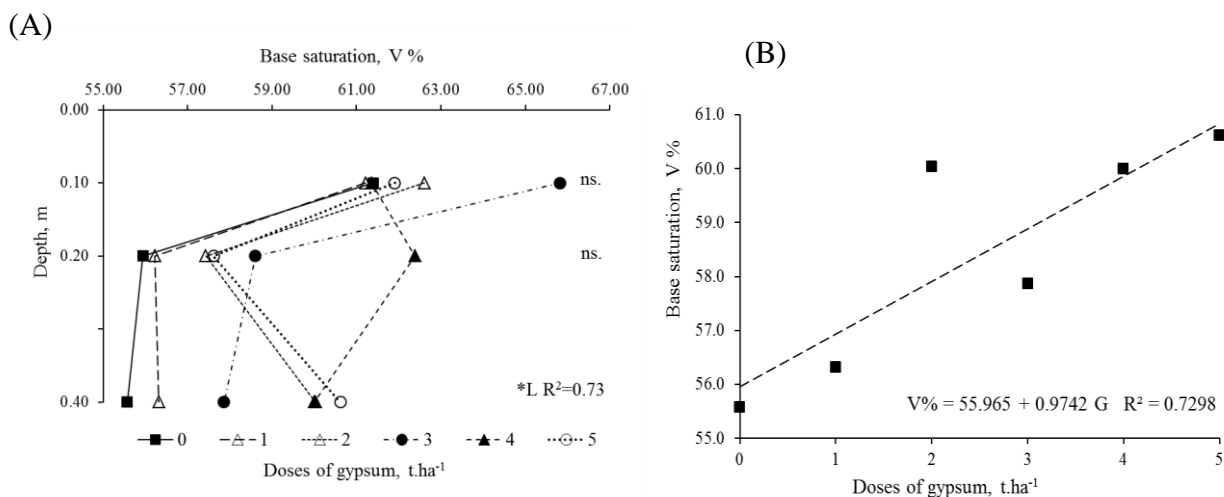 (A)
Base saturation, V %
55.00 57.00 59.00 61.00 63.00 65.00 67.00
0.00
0.10
0.20
0.40
Depth, m
ns.
ns.
*L R²=0.73
0 1 2 3 4 5
Doses of gypsum, t.ha⁻¹
(B)
Base saturation, V %
61.0
60.0
59.0
58.0
57.0
56.0
55.0
V% = 55.965 + 0.9742 G R² = 0.7298
0 1 2 3 4 5
Doses of gypsum, t.ha⁻¹